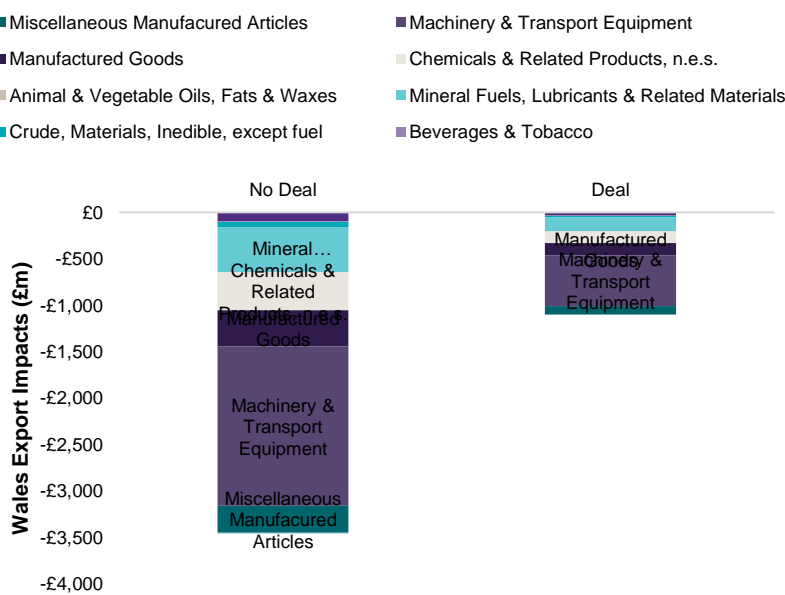 Miscellaneous Manufacured Articles
Machinery & Transport Equipment
Manufactured Goods
Chemicals & Related Products, n.e.s.
Animal & Vegetable Oils, Fats & Waxes
Mineral Fuels, Lubricants & Related Materials
Crude, Materials, Inedible, except fuel
Beverages & Tobacco
No Deal
Deal
£0
-£500
-£1,000
-£1,500
-£2,000
-£2,500
-£3,000
-£3,500
-£4,000
Wales Export Impacts (£m)
Mineral…
Chemicals &
Related
Products, n.e.s.
Manufactured
Goods
Machinery &
Transport
Equipment
Miscellaneous
Manufacured
Articles
Manufactured
Goods
Machinery &
Transport
Equipment